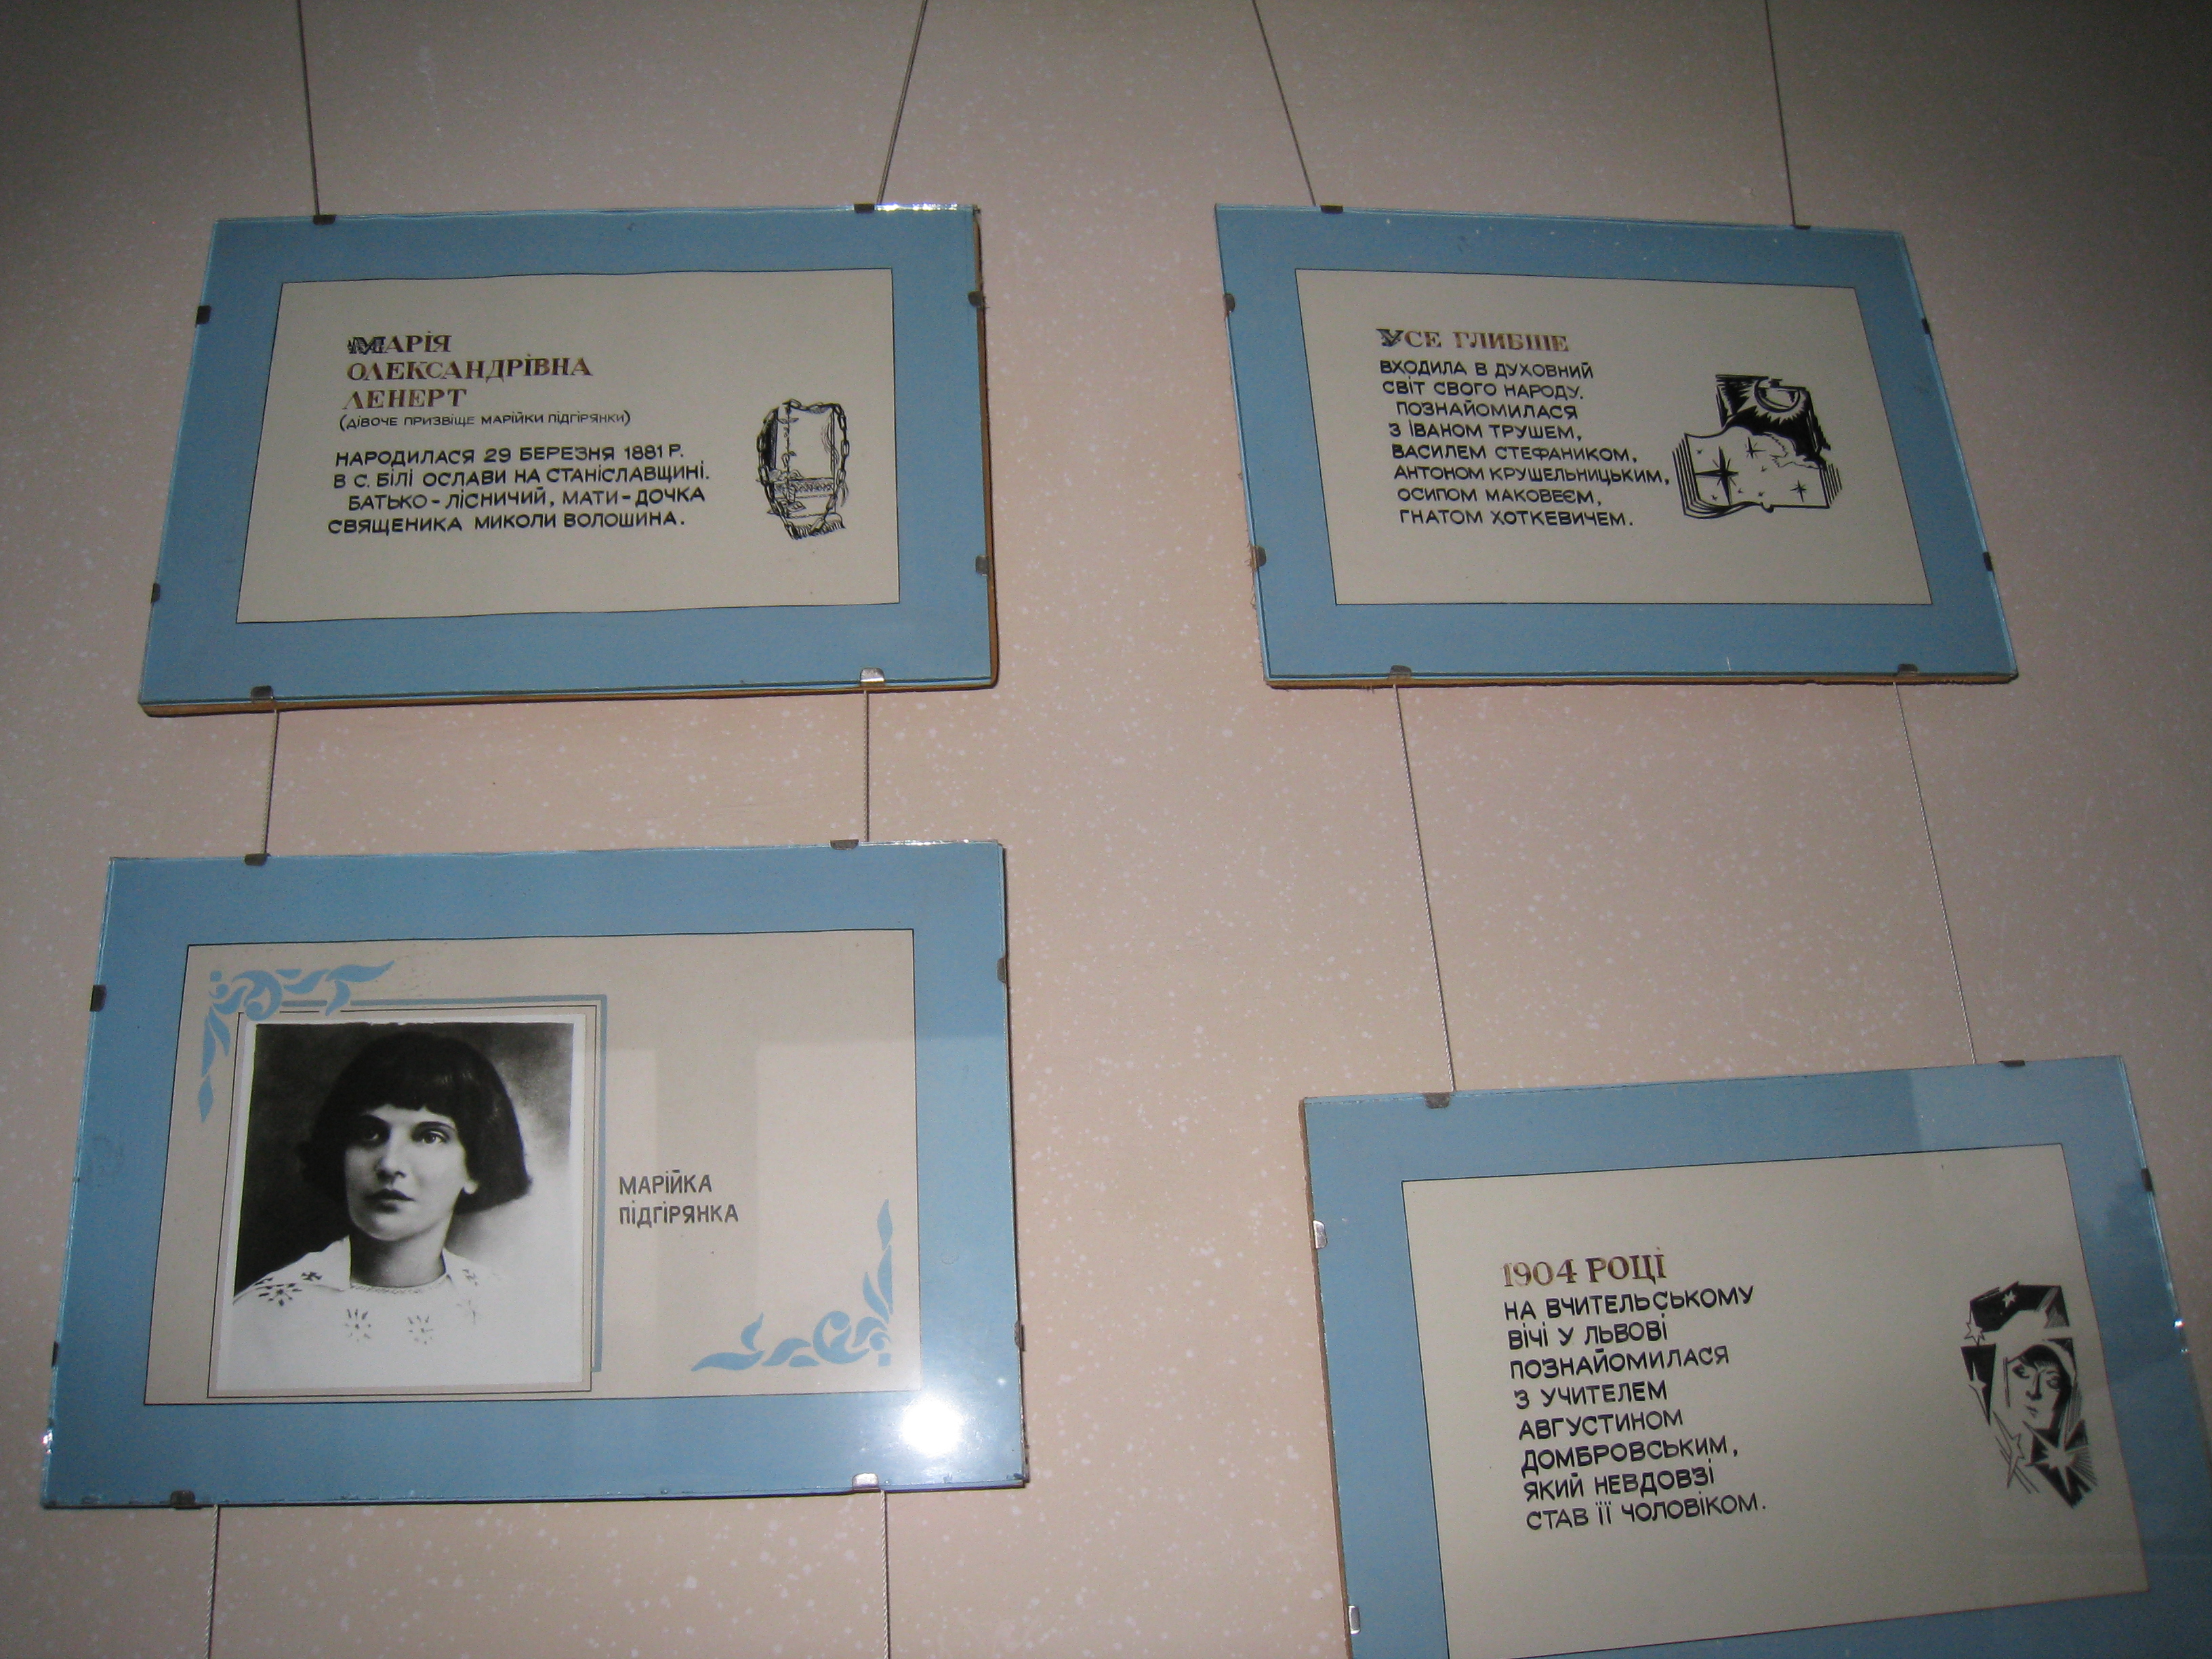 МАРІЯ
ОЛЕКСАНДРІВНА
ЛЕНЕРТ
(ДІВОЧЕ ПРИЗВІЩЕ МАРІЙКИ ПІДГІРЯНКИ)
НАРОДИЛАСЯ 29 БЕРЕЗНЯ 1881 Р.
В С. БІЛІ ОСЛАВИ НА СТАНІСЛАВЩИНІ.
БАТЬКО - ЛІСНИЧИЙ, МАТИ - ДОЧКА
СВЯЩЕНИКА МИКОЛИ ВОЛОШИНА.
УСЕ ГЛИБШЕ
ВХОДИЛА В ДУХОВНИЙ
СВІТ СВОГО НАРОДУ.
ПОЗНАЙОМИЛАСЯ
З ІВАНОМ ТРУШЕМ,
ВАСИЛЕМ СТЕФАНИКОМ,
АНТОНОМ КРУШЕЛЬНИЦЬКИМ,
ОСИПОМ МАКОВЕЄМ,
ГНАТОМ ХОТКЕВИЧЕМ.
МАРІЙКА
ПІДГІРЯНКА
1904 РОЦІ
НА ВЧИТЕЛЬСЬКОМУ
ВІЧІ У ЛЬВОВІ
ПОЗНАЙОМИЛАСЯ
З УЧИТЕЛЕМ
АВГУСТИНОМ
ДОМБРОВСЬКИМ,
ЯКИЙ НЕВДОВЗІ
СТАВ ЇЇ ЧОЛОВІКОМ.